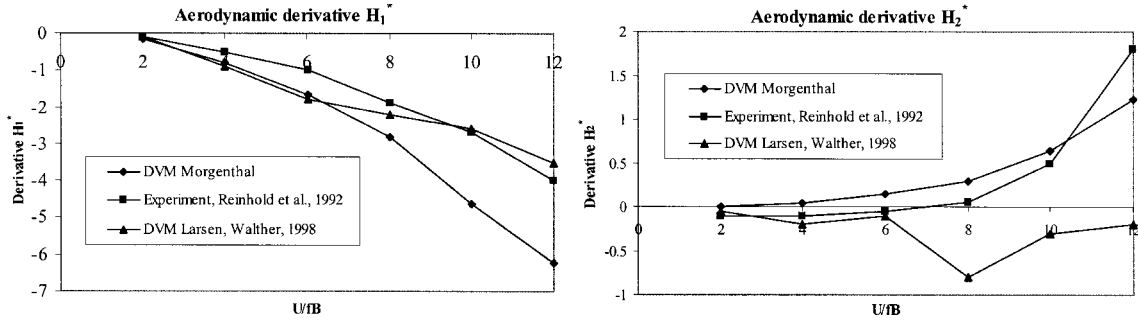 Aerodynamic derivative H1*
0
0 2 4 6 8 10 12
-1
-2
-3
-4
-5
-6
-7
Derivative H1*
DVM Morgenthal
Experiment, Reinhold et al., 1992
DVM Larsen, Walther, 1998
U/fB
Aerodynamic derivative H2*
2
1.5
1
0.5
0
-0.5
-1
0 2 4 6 8 10 12
Derivative H2*
DVM Morgenthal
Experiment, Reinhold et al., 1992
DVM Larsen, Walther, 1998
U/fB